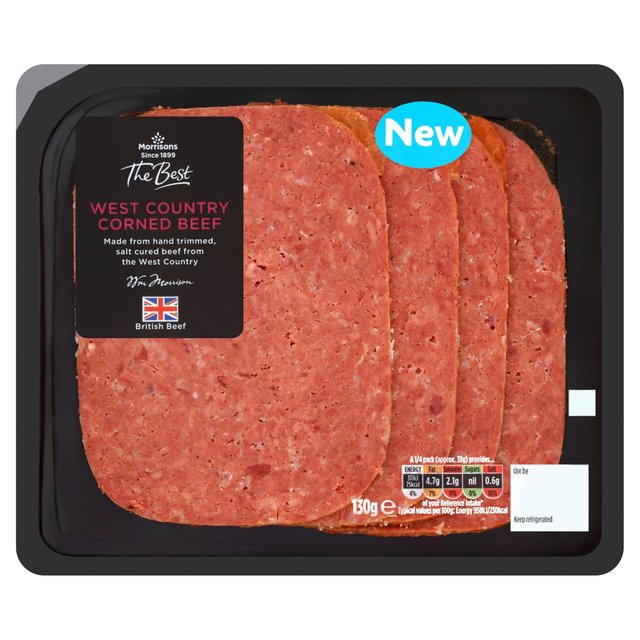 New
Morrisons
Since 1899
The Best
WEST COUNTRY
CORNED BEEF
Made from hand trimmed,
salt cured beef from
the West Country
Wm Morrison
British Beef
A 1/4 pack (approx. 33g) provides...
ENERGY Fat Saturates Sugars Salt
311kJ 75kcal 4.7g 2.1g nil 0.6g
4% 7% 11% 0% 10%
of your Reference Intake*
Typical values per 100g: Energy 958kJ/230kcal
130g e
Use by
Keep refrigerated